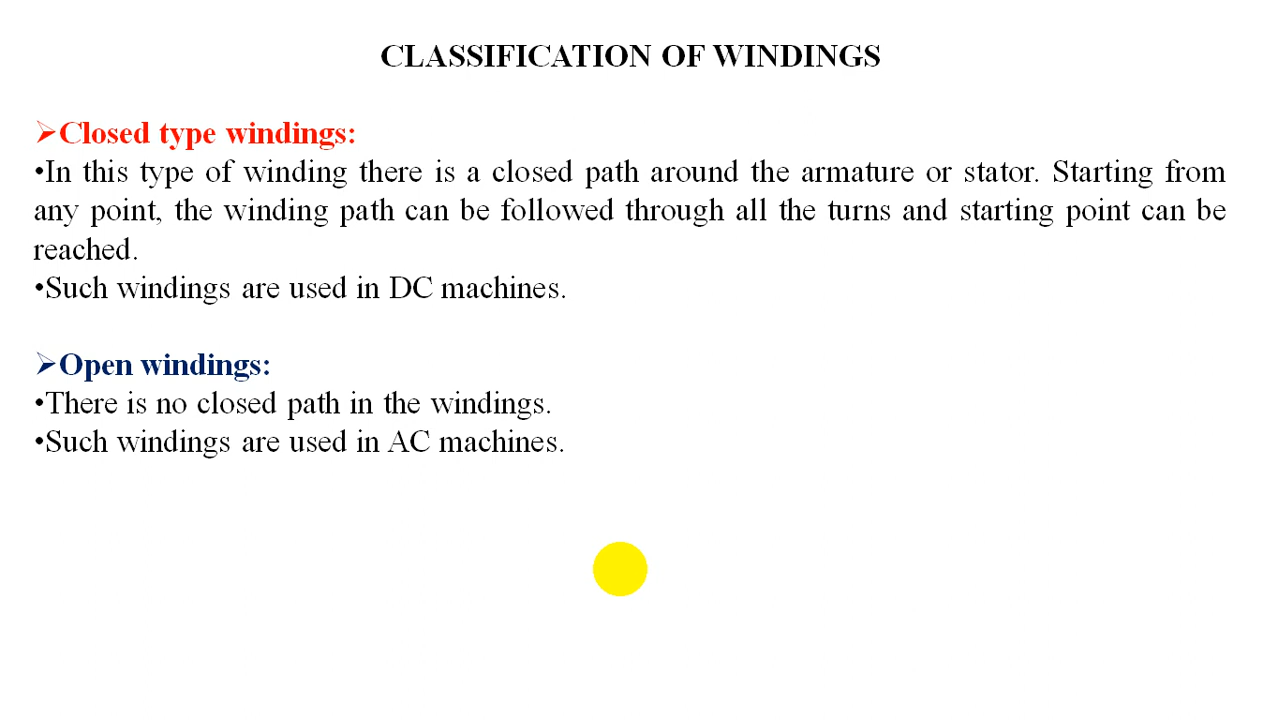 CLASSIFICATION OF WINDINGS
➢Closed type windings:
•In this type of winding there is a closed path around the armature or stator. Starting from
any point, the winding path can be followed through all the turns and starting point can be
reached.
•Such windings are used in DC machines.
➢Open windings:
•There is no closed path in the windings.
•Such windings are used in AC machines.